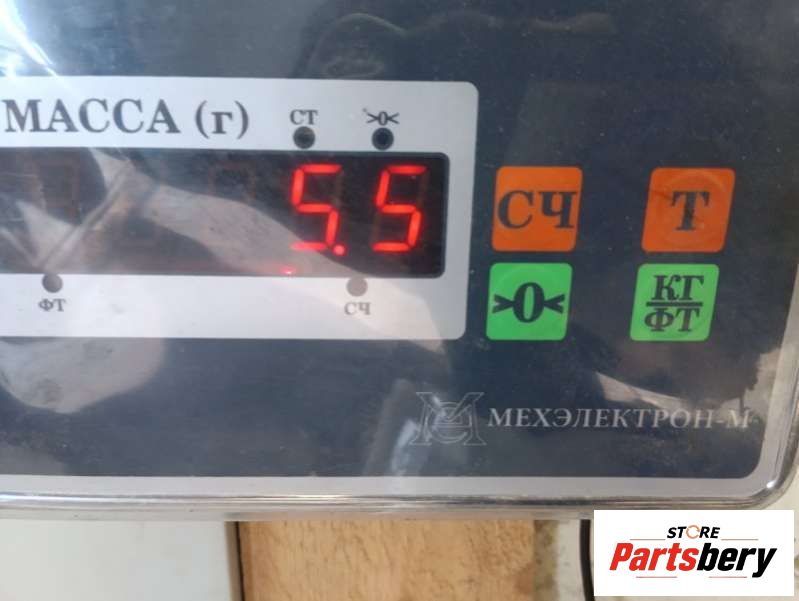 МАССА (г)
СТ
>0<
5.5
ФТ
СЧ
СЧ
Т
>0<
КГ
ФТ
МЕХЭЛЕКТРОН-М
STORE
Partsbery